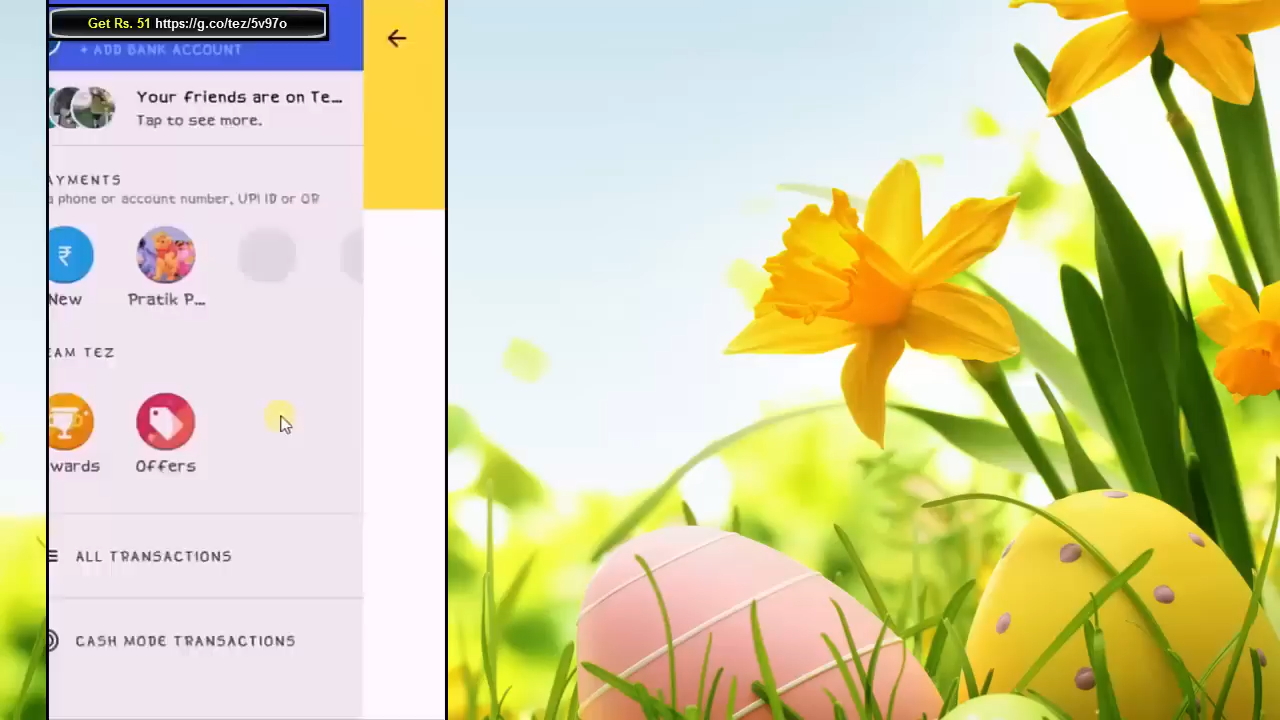 Get Rs. 51 https://g.co/tez/5v97o
+ ADD BANK ACCOUNT
Your friends are on Te...
Tap to see more.
AYMENTS
a phone or account number, UPI ID or QR
₹
New
Pratik P...
EAM TEZ
wards
Offers
ALL TRANSACTIONS
CASH MODE TRANSACTIONS